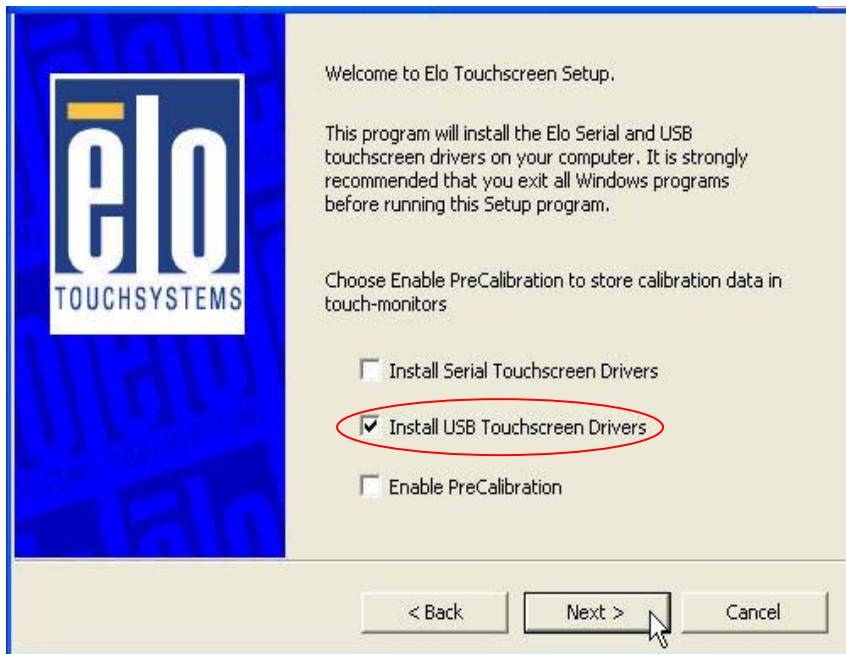 ēlo
TOUCHSYSTEMS
Welcome to Elo Touchscreen Setup.
This program will install the Elo Serial and USB
touchscreen drivers on your computer. It is strongly
recommended that you exit all Windows programs
before running this Setup program.
Choose Enable PreCalibration to store calibration data in
touch-monitors
Install Serial Touchscreen Drivers
Install USB Touchscreen Drivers
Enable PreCalibration
< Back
Next >
Cancel